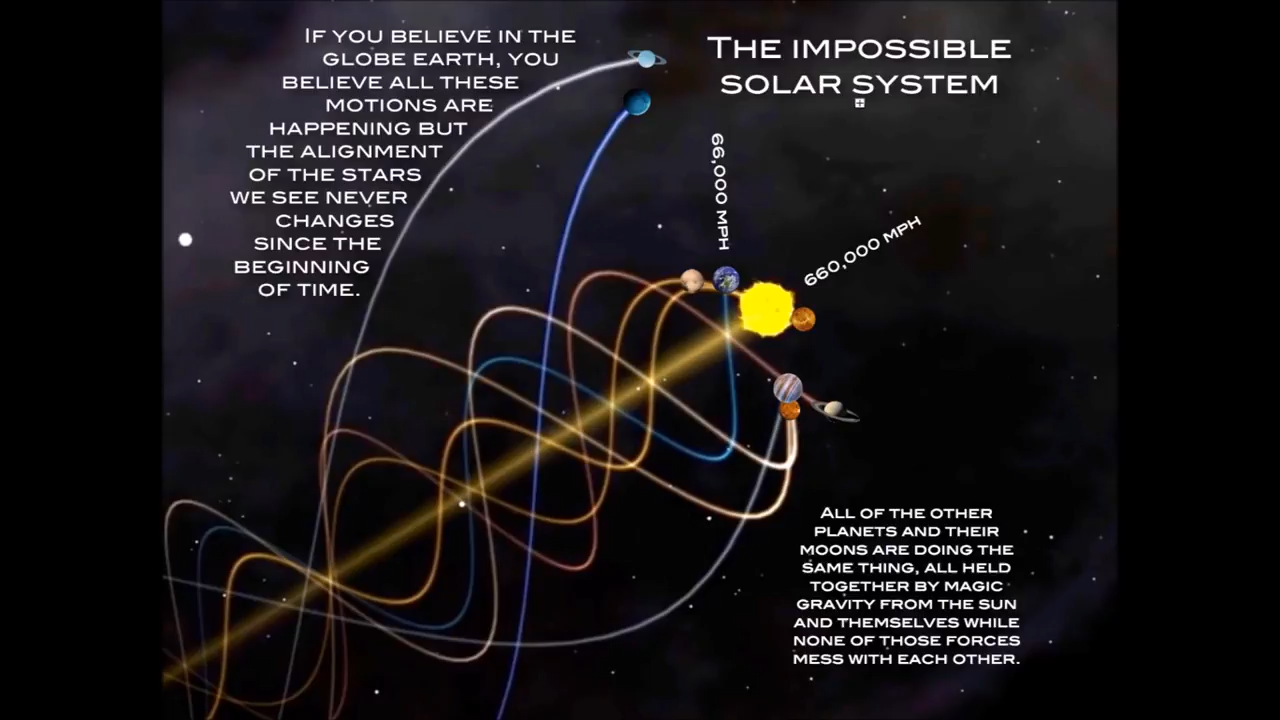 IF YOU BELIEVE IN THE
GLOBE EARTH, YOU
BELIEVE ALL THESE
MOTIONS ARE
HAPPENING BUT
THE ALIGNMENT
OF THE STARS
WE SEE NEVER
CHANGES
SINCE THE
BEGINNING
OF TIME.
THE IMPOSSIBLE
SOLAR SYSTEM
66,000 MPH
660,000 MPH
ALL OF THE OTHER
PLANETS AND THEIR
MOONS ARE DOING THE
SAME THING, ALL HELD
TOGETHER BY MAGIC
GRAVITY FROM THE SUN
AND THEMSELVES WHILE
NONE OF THOSE FORCES
MESS WITH EACH OTHER.